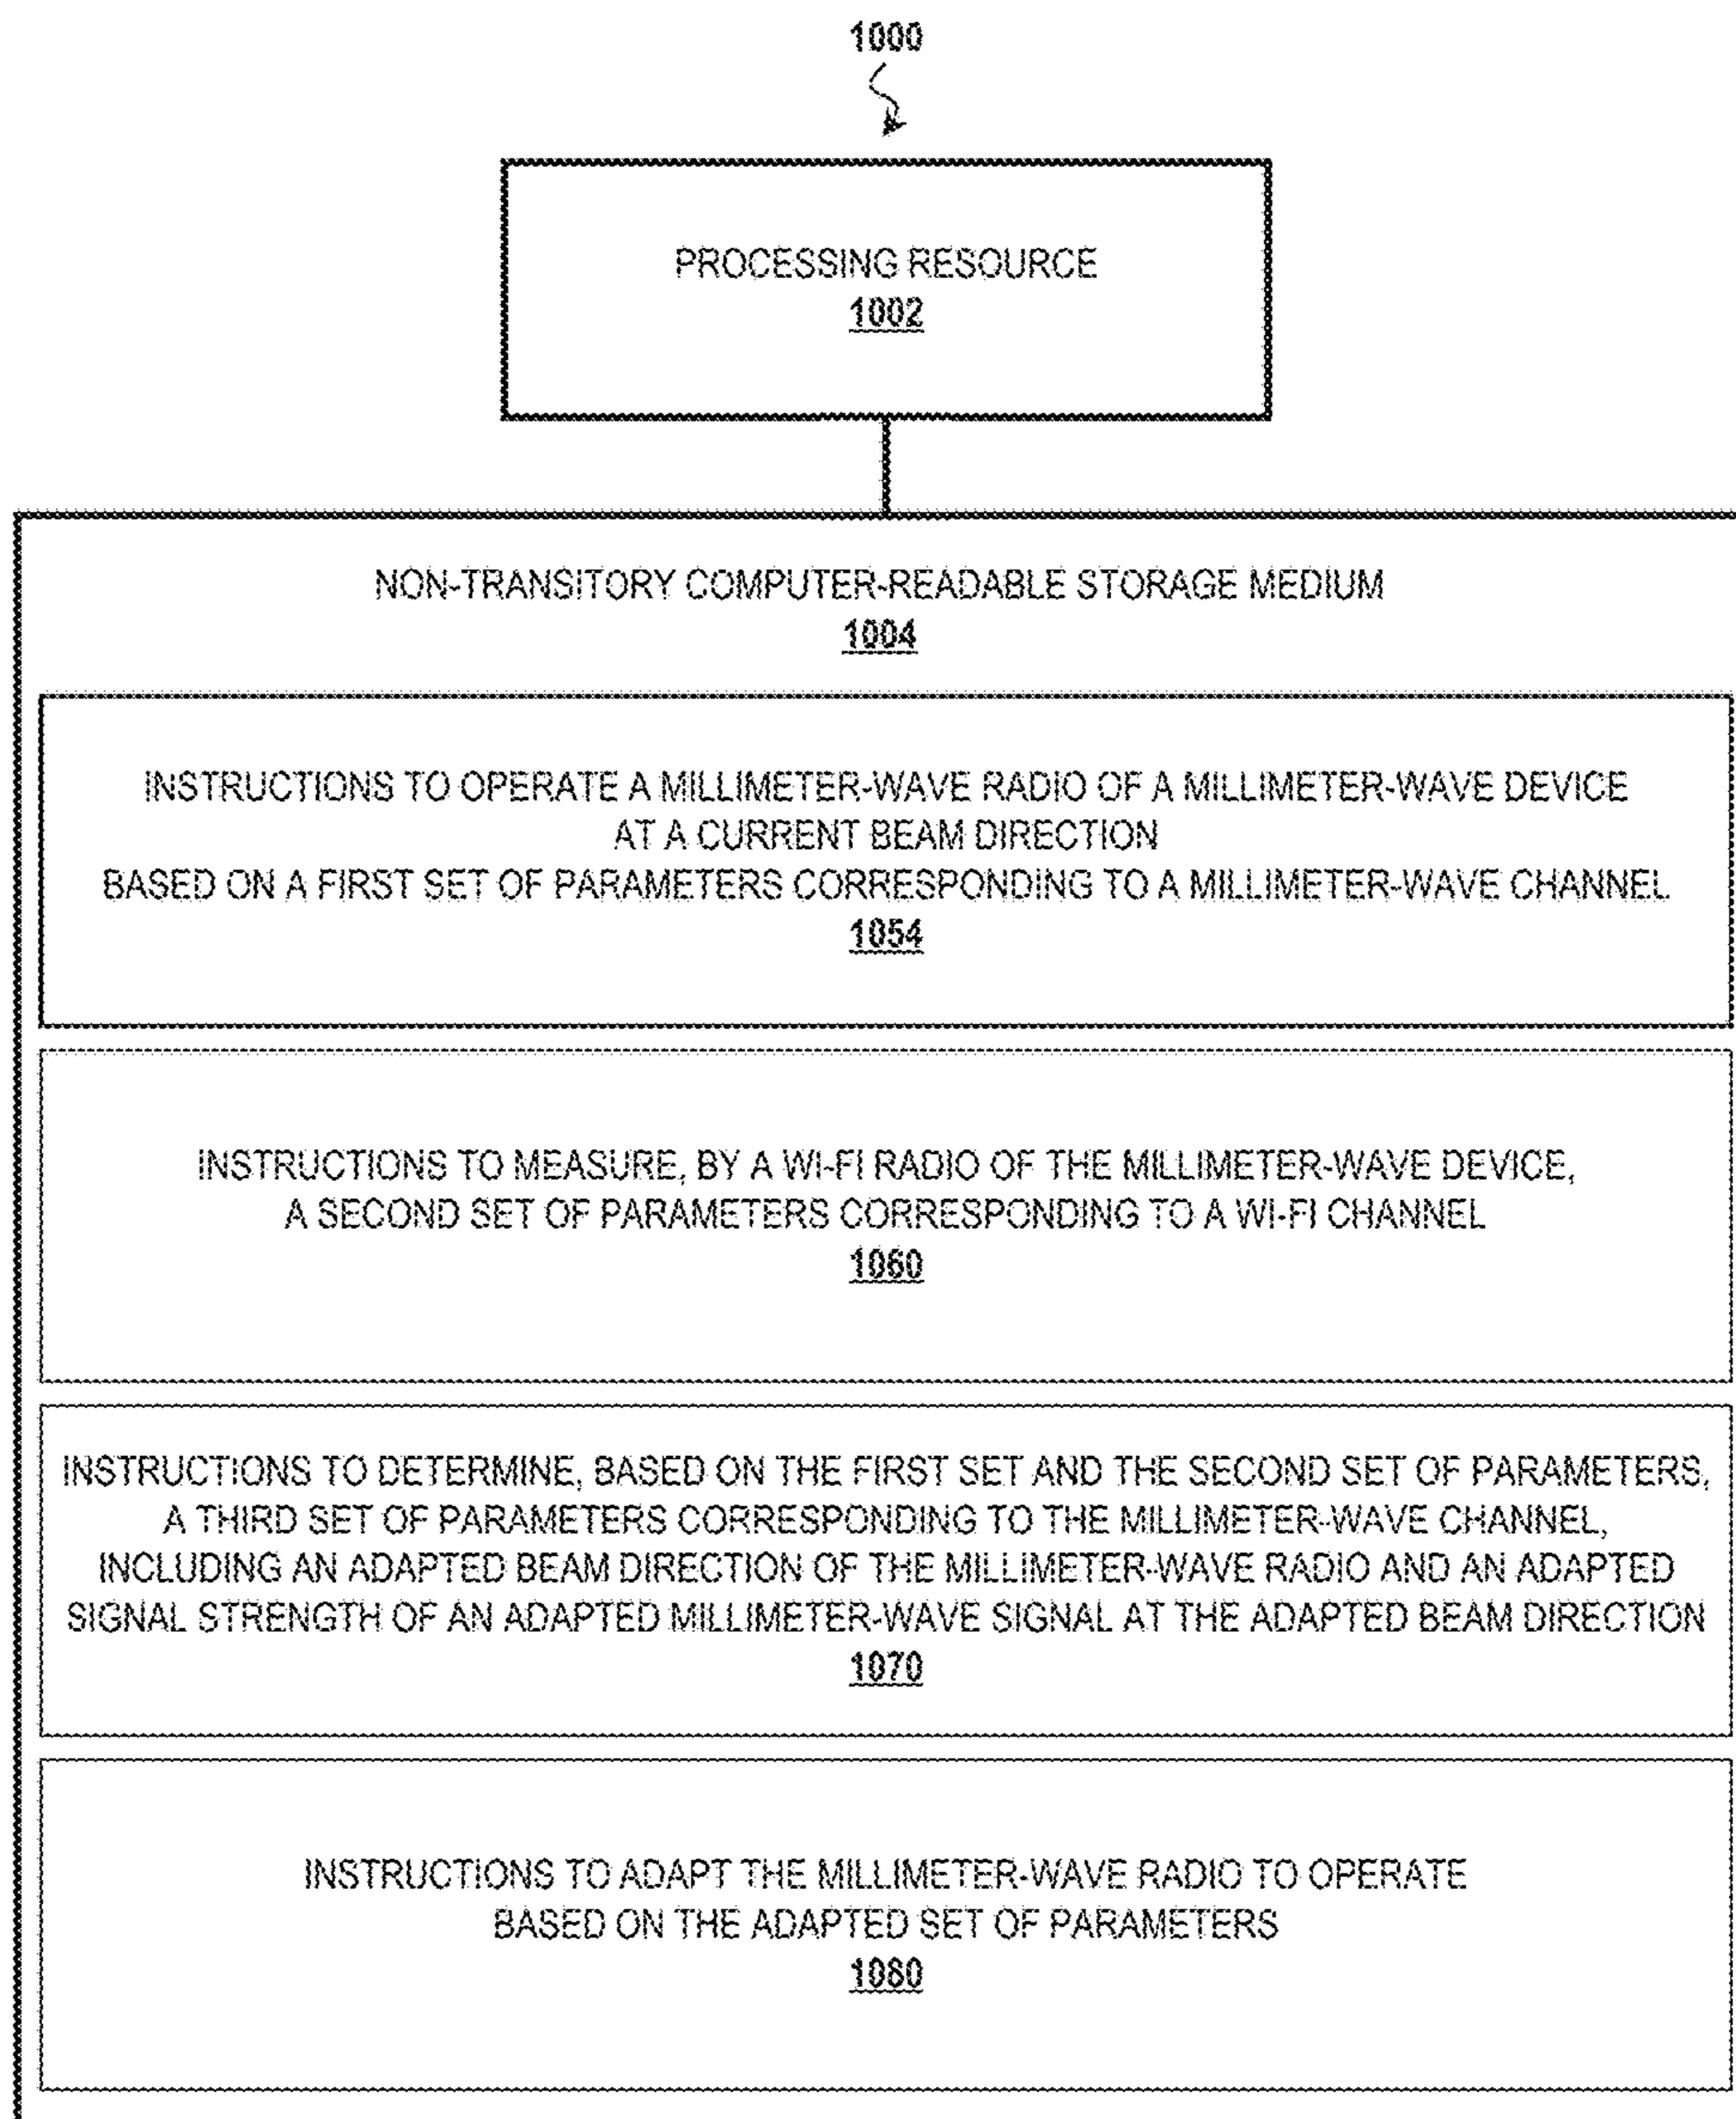 1000
PROCESSING RESOURCE
1002
NON-TRANSITORY COMPUTER-READABLE STORAGE MEDIUM
1004
INSTRUCTIONS TO OPERATE A MILLIMETER-WAVE RADIO OF A MILLIMETER-WAVE DEVICE
AT A CURRENT BEAM DIRECTION
BASED ON A FIRST SET OF PARAMETERS CORRESPONDING TO A MILLIMETER-WAVE CHANNEL
1054
INSTRUCTIONS TO MEASURE, BY A WI-FI RADIO OF THE MILLIMETER-WAVE DEVICE,
A SECOND SET OF PARAMETERS CORRESPONDING TO A WI-FI CHANNEL
1060
INSTRUCTIONS TO DETERMINE, BASED ON THE FIRST SET AND THE SECOND SET OF PARAMETERS,
A THIRD SET OF PARAMETERS CORRESPONDING TO THE MILLIMETER-WAVE CHANNEL,
INCLUDING AN ADAPTED BEAM DIRECTION OF THE MILLIMETER-WAVE RADIO AND AN ADAPTED
SIGNAL STRENGTH OF AN ADAPTED MILLIMETER-WAVE SIGNAL AT THE ADAPTED BEAM DIRECTION
1070
INSTRUCTIONS TO ADAPT THE MILLIMETER-WAVE RADIO TO OPERATE
BASED ON THE ADAPTED SET OF PARAMETERS
1080